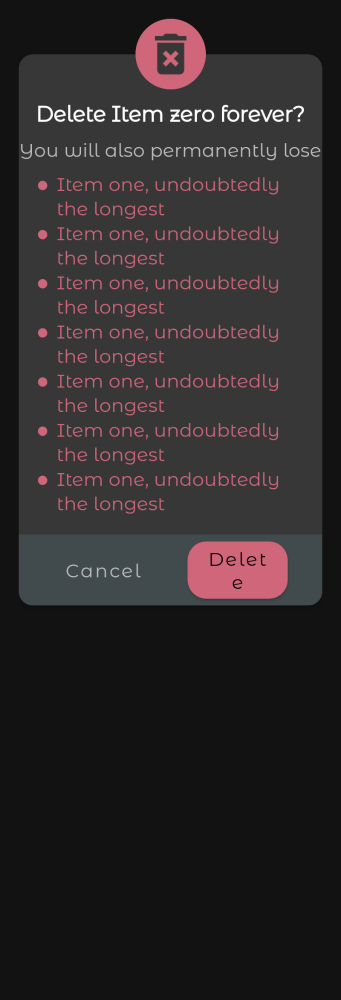 Delete Item zero forever?
You will also permanently lose
Item one, undoubtedly
the longest
Item one, undoubtedly
the longest
Item one, undoubtedly
the longest
Item one, undoubtedly
the longest
Item one, undoubtedly
the longest
Item one, undoubtedly
the longest
Item one, undoubtedly
the longest
Cancel
Delet
e